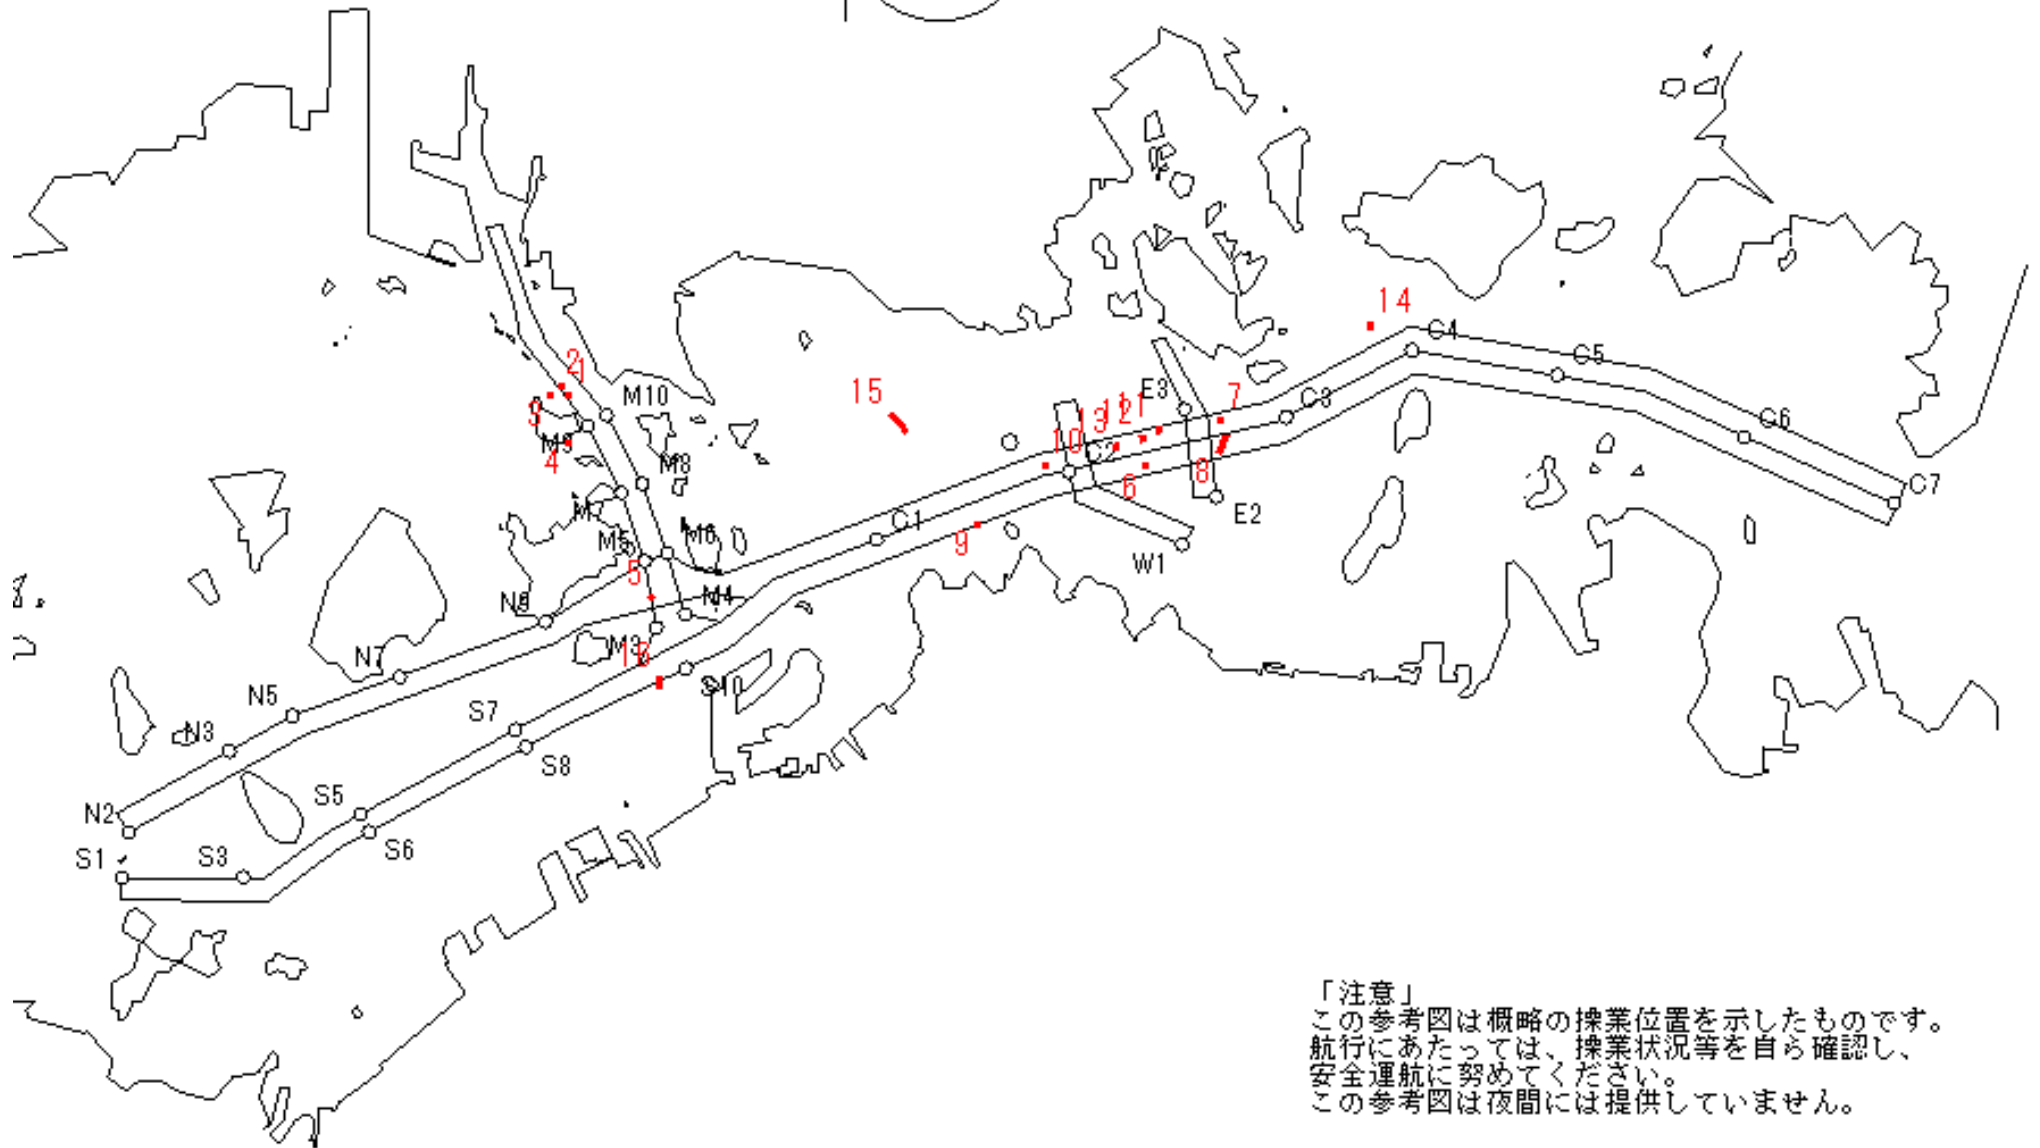 14
C4
C5
2
1
M10
3
15
E3
11
12
13
7
C3
C6
M9
4
M8
10
C2
8
6
C7
E2
M7
C1
M6
M5
9
W1
5
N9
M4
M3
16
N7
S10
N5
S7
N3
S8
S5
N2
S6
S1
S3
「注意」
この参考図は概略の操業位置を示したものです。
航行にあたっては、操業状況等を自ら確認し、
安全運航に努めてください。
この参考図は夜間には提供していません。